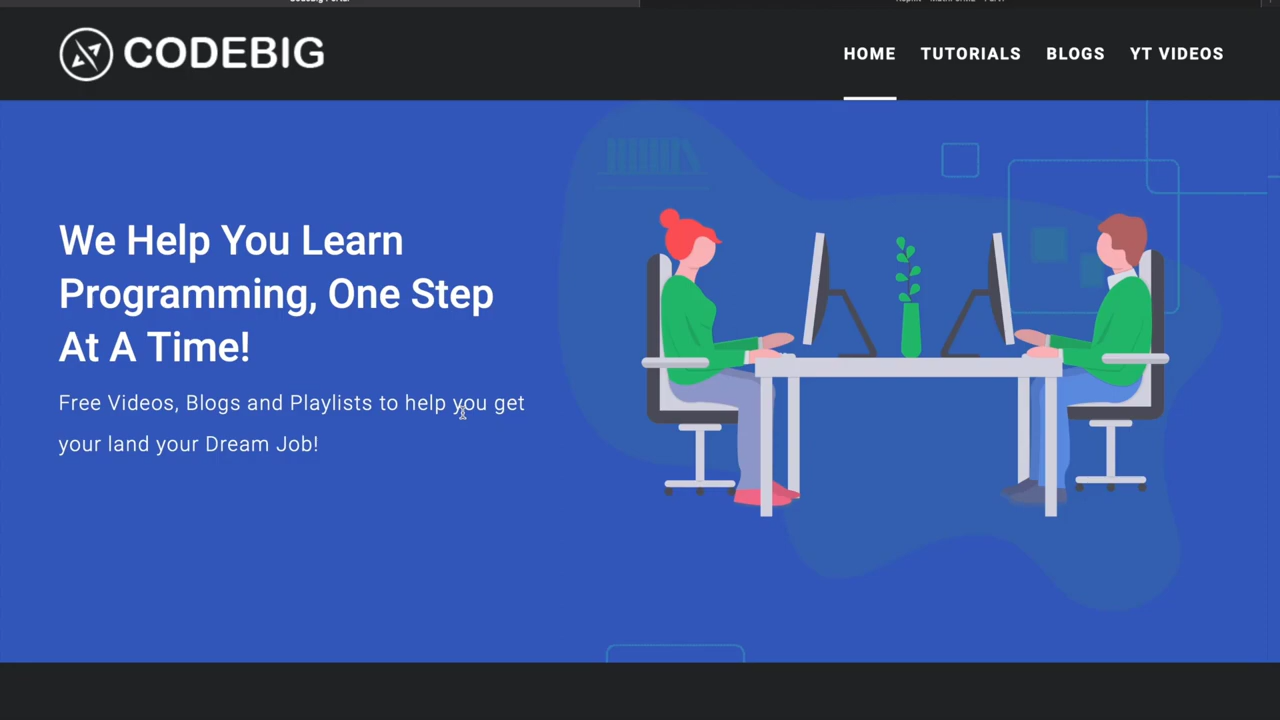 CODEBIG
HOME
TUTORIALS
BLOGS
YT VIDEOS
We Help You Learn
Programming, One Step
At A Time!
Free Videos, Blogs and Playlists to help you get
your land your Dream Job!